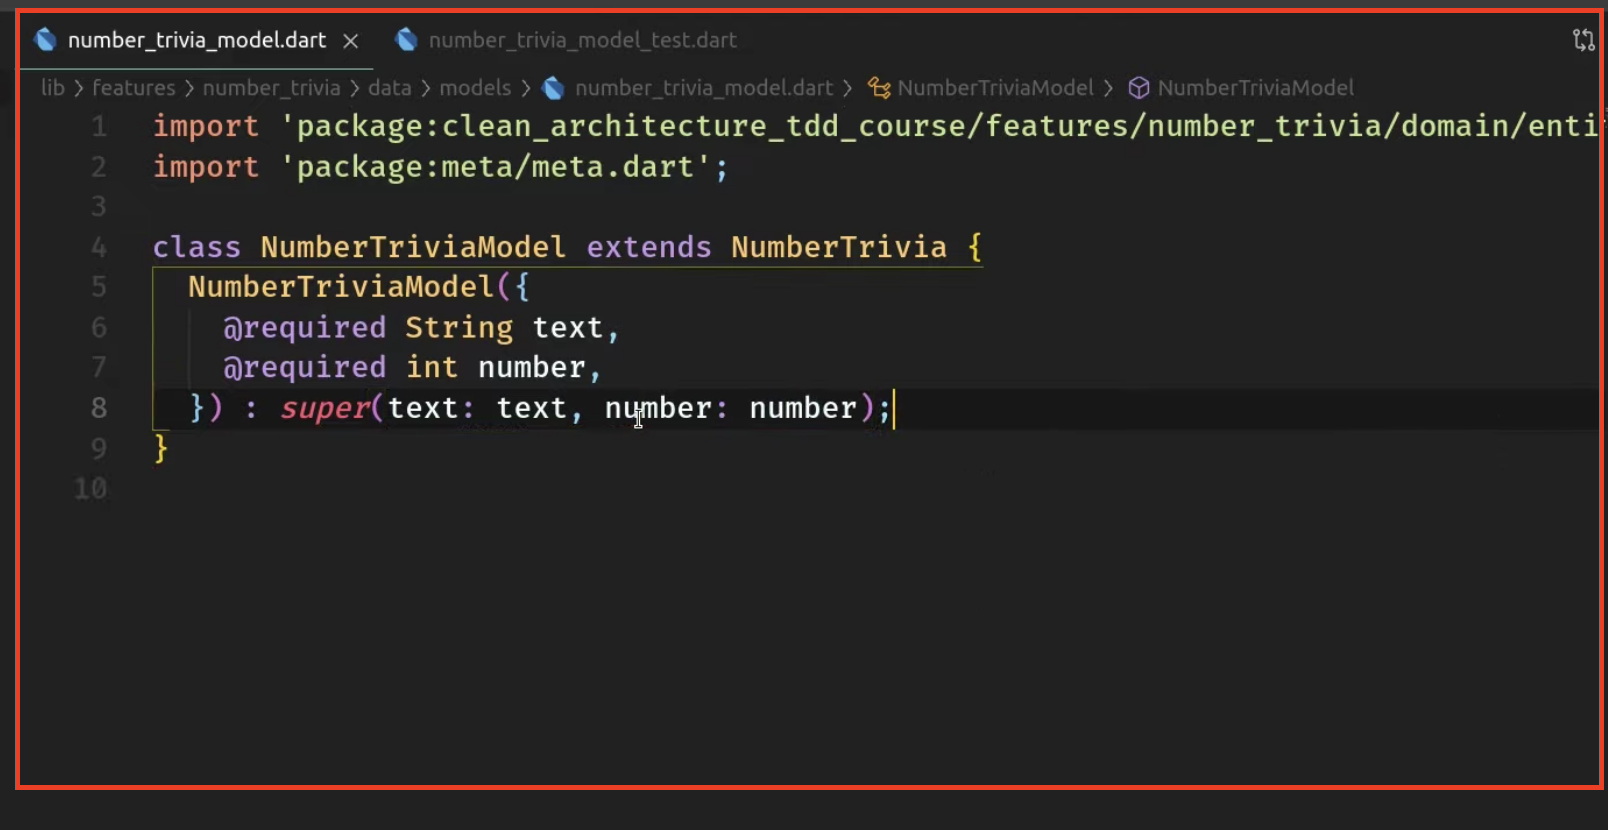 number_trivia_model.dart number_trivia_model_test.dart
lib > features > number_trivia > data > models > number_trivia_model.dart > NumberTriviaModel > NumberTriviaModel
1 import 'package:clean_architecture_tdd_course/features/number_trivia/domain/enti
2 import 'package:meta/meta.dart';
3
4 class NumberTriviaModel extends NumberTrivia {
5 NumberTriviaModel({
6 @required String text,
7 @required int number,
8 }) : super(text: text, number: number);
9 }
10